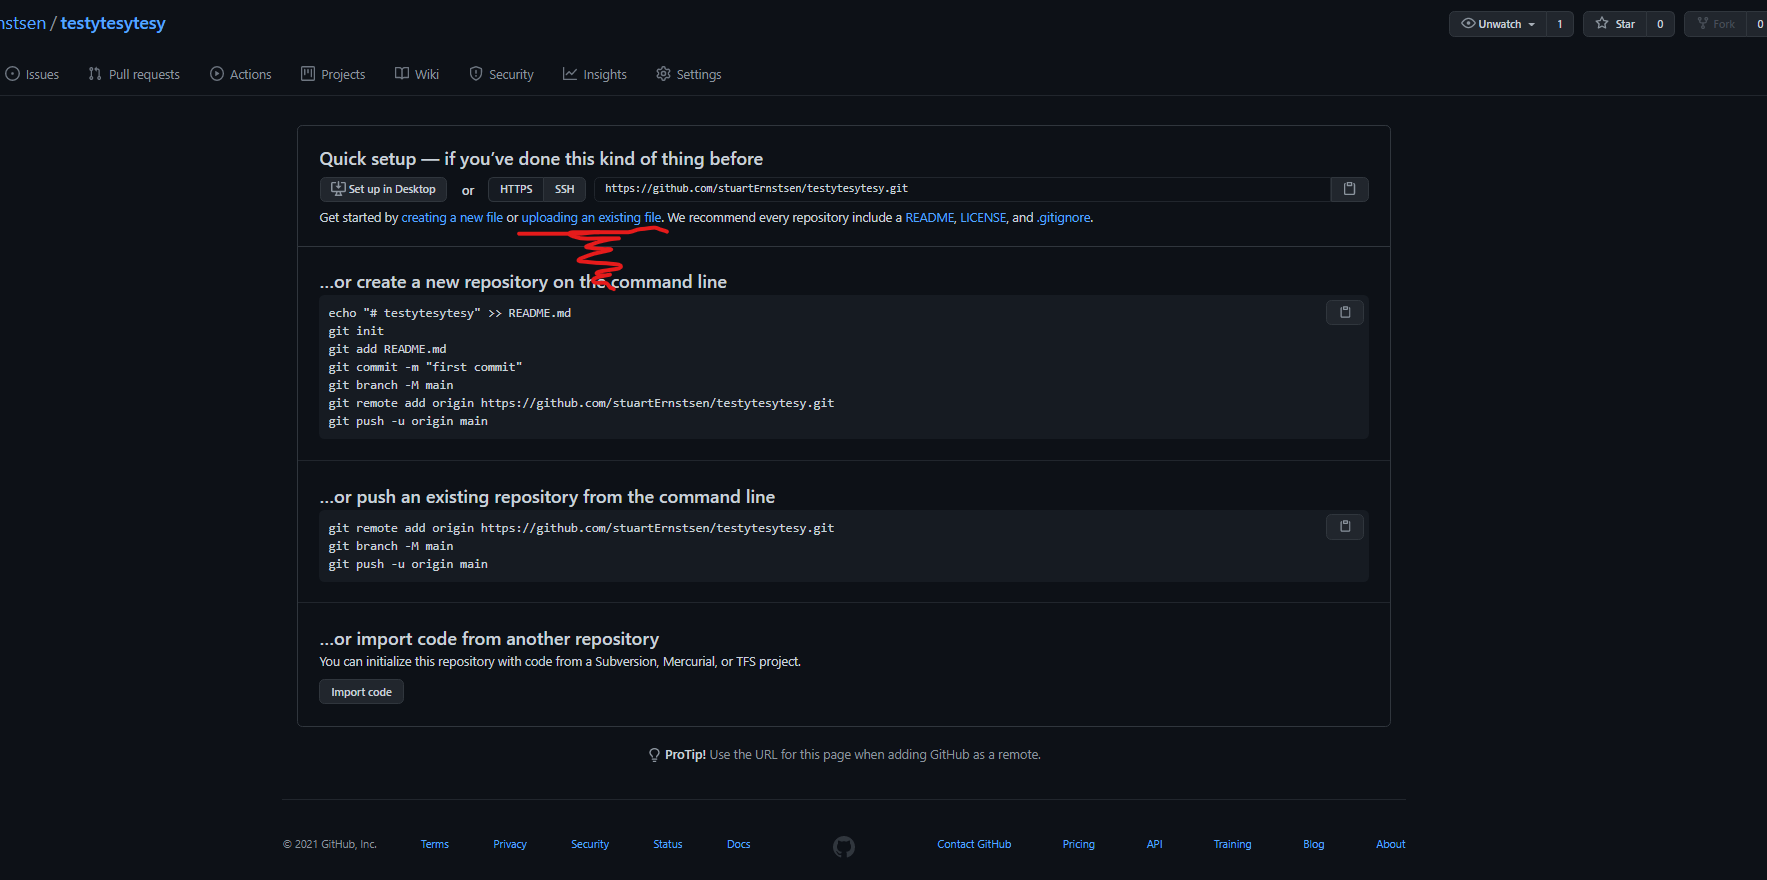 nstsen / testytesytesy
Unwatch 1 Star 0 Fork 0
Issues Pull requests Actions Projects Wiki Security Insights Settings
Quick setup — if you’ve done this kind of thing before
Set up in Desktop or HTTPS SSH https://github.com/stuartErnstsen/testytesytesy.git
Get started by creating a new file or uploading an existing file. We recommend every repository include a README, LICENSE, and .gitignore.
…or create a new repository on the command line
echo "# testytesytesy" >> README.md
git init
git add README.md
git commit -m "first commit"
git branch -M main
git remote add origin https://github.com/stuartErnstsen/testytesytesy.git
git push -u origin main
…or push an existing repository from the command line
git remote add origin https://github.com/stuartErnstsen/testytesytesy.git
git branch -M main
git push -u origin main
…or import code from another repository
You can initialize this repository with code from a Subversion, Mercurial, or TFS project.
Import code
ProTip! Use the URL for this page when adding GitHub as a remote.
© 2021 GitHub, Inc. Terms Privacy Security Status Docs Contact GitHub Pricing API Training Blog About